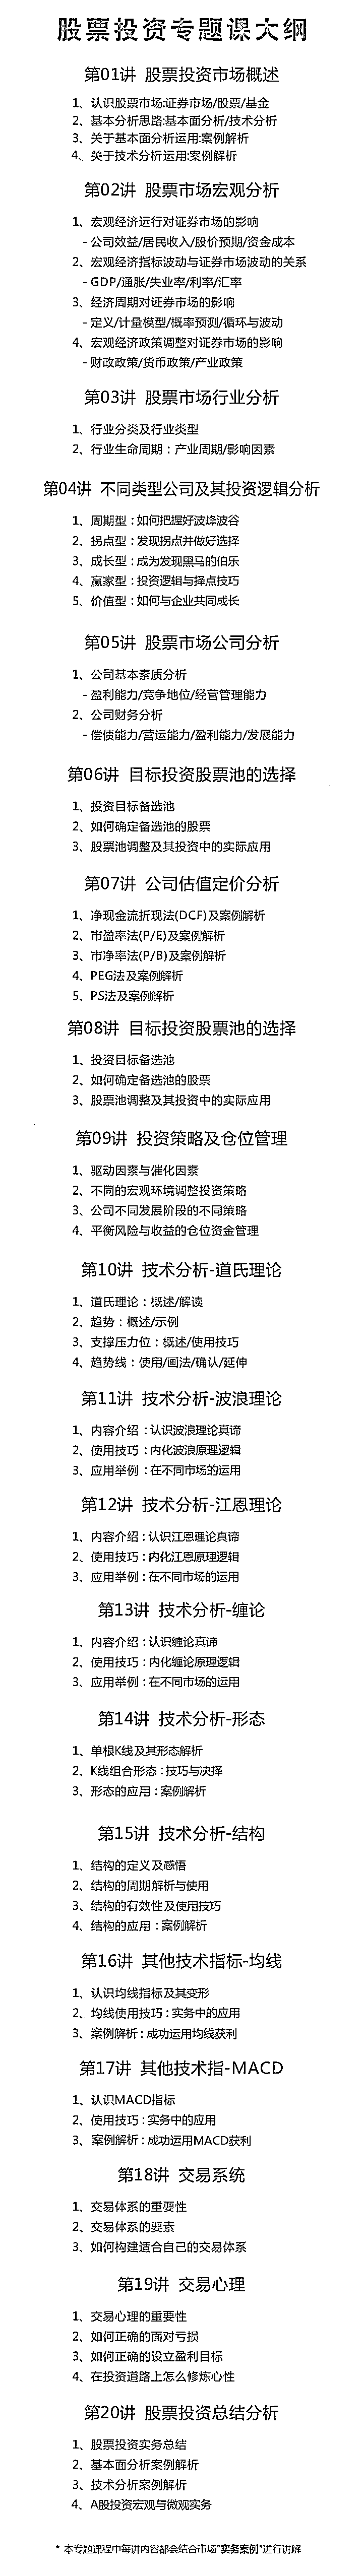 股票投资专题课大纲
第01讲 股票投资市场概述
1、认识股票市场:证券市场/股票/基金
2、基本分析思路:基本面分析/技术分析
3、关于基本面分析运用:案例解析
4、关于技术分析运用:案例解析
第02讲 股票市场宏观分析
1、宏观经济运行对证券市场的影响
- 公司效益/居民收入/股价预期/资金成本
2、宏观经济指标波动与证券市场波动的关系
- GDP/通胀/失业率/利率/汇率
3、经济周期对证券市场的影响
- 定义/计量模型/概率预测/循环与波动
4、宏观经济政策调整对证券市场的影响
- 财政政策/货币政策/产业政策
第03讲 股票市场行业分析
1、行业分类及行业类型
2、行业生命周期：产业周期/影响因素
第04讲 不同类型公司及其投资逻辑分析
1、周期型:如何把握好波峰波谷
2、拐点型:发现拐点并做好选择
3、成长型:成为发现黑马的伯乐
4、赢家型:投资逻辑与择点技巧
5、价值型:如何与企业共同成长
第05讲 股票市场公司分析
1、公司基本素质分析
- 盈利能力/竞争地位/经营管理能力
2、公司财务分析
- 偿债能力/营运能力/盈利能力/发展能力
第06讲 目标投资股票池的选择
1、投资目标备选池
2、如何确定备选池的股票
3、股票池调整及其投资中的实际应用
第07讲 公司估值定价分析
1、净现金流折现法(DCF)及案例解析
2、市盈率法(P/E)及案例解析
3、市净率法(P/B)及案例解析
4、PEG法及案例解析
5、PS法及案例解析
第08讲 目标投资股票池的选择
1、投资目标备选池
2、如何确定备选池的股票
3、股票池调整及其投资中的实际应用
第09讲 投资策略及仓位管理
1、驱动因素与催化因素
2、不同的宏观环境调整投资策略
3、公司不同发展阶段的不同策略
4、平衡风险与收益的仓位资金管理
第10讲 技术分析-道氏理论
1、道氏理论：概述/解读
2、趋势：概述/示例
3、支撑压力位：概述/使用技巧
4、趋势线：使用/画法/确认/延伸
第11讲 技术分析-波浪理论
1、内容介绍:认识波浪理论真谛
2、使用技巧:内化波浪原理逻辑
3、应用举例:在不同市场的运用
第12讲 技术分析-江恩理论
1、内容介绍:认识江恩理论真谛
2、使用技巧:内化江恩原理逻辑
3、应用举例:在不同市场的运用
第13讲 技术分析-缠论
1、内容介绍:认识缠论真谛
2、使用技巧:内化缠论原理逻辑
3、应用举例:在不同市场的运用
第14讲 技术分析-形态
1、单根K线及其形态解析
2、K线组合形态:技巧与决择
3、形态的应用:案例解析
第15讲 技术分析-结构
1、结构的定义及感悟
2、结构的周期解析与使用
3、结构的有效性及使用技巧
4、结构的应用:案例解析
第16讲 其他技术指标-均线
1、认识均线指标及其变形
2、均线使用技巧:实务中的应用
3、案例解析:成功运用均线获利
第17讲 其他技术指-MACD
1、认识MACD指标
2、使用技巧:实务中的应用
3、案例解析:成功运用MACD获利
第18讲 交易系统
1、交易体系的重要性
2、交易体系的要素
3、如何构建适合自己的交易体系
第19讲 交易心理
1、交易心理的重要性
2、如何正确的面对亏损
3、如何正确的设立盈利目标
4、在投资道路上怎么修炼心性
第20讲 股票投资总结分析
1、股票投资实务总结
2、基本面分析案例解析
3、技术分析案例解析
4、A股投资宏观与微观实务
* 本专题课程中每讲内容都会结合市场"实务案例"进行讲解